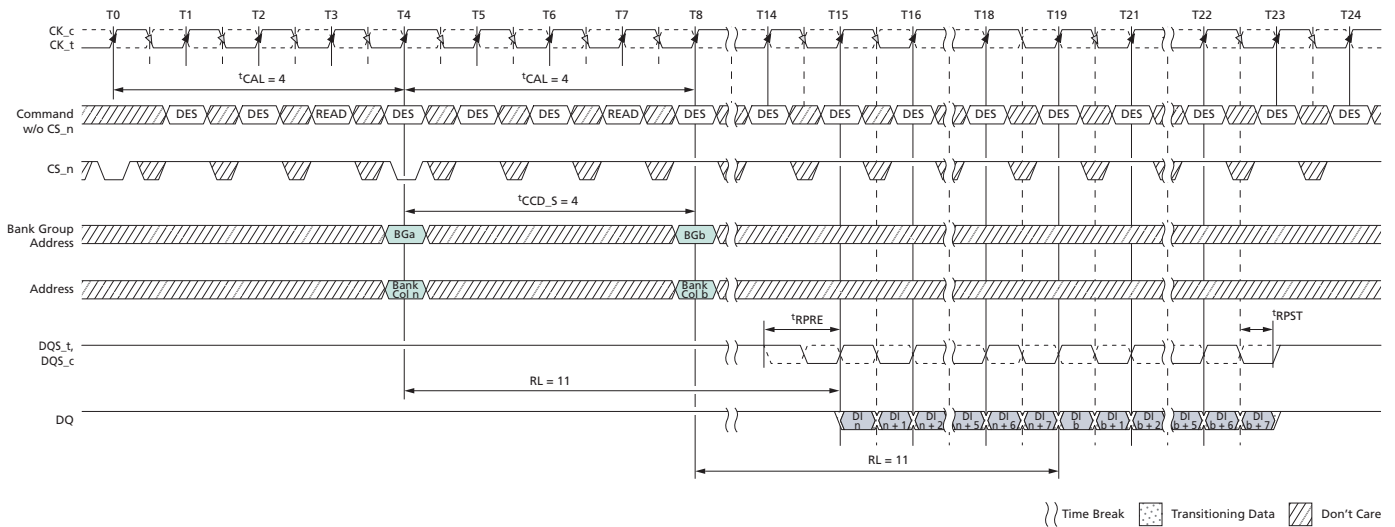 T0 T1 T2 T3 T4 T5 T6 T7 T8 T14 T15 T16 T18 T19 T21 T22 T23 T24
CK_c
CK_t
tCAL = 4 tCAL = 4
Command
w/o CS_n
DES DES READ DES DES DES READ DES DES DES DES DES DES DES DES DES DES
CS_n
tCCD_S = 4
Bank Group
Address
BGa BGb
Address
Bank
Col n
Bank
Col b
tRPRE tRPST
DQS_t,
DQS_c
RL = 11
DQ
DI
n
DI
n + 1
DI
n + 2
DI
n + 5
DI
n + 6
DI
n + 7
DI
b
DI
b + 1
DI
b + 2
DI
b + 5
DI
b + 6
DI
b + 7
RL = 11
Time Break Transitioning Data Don't Care